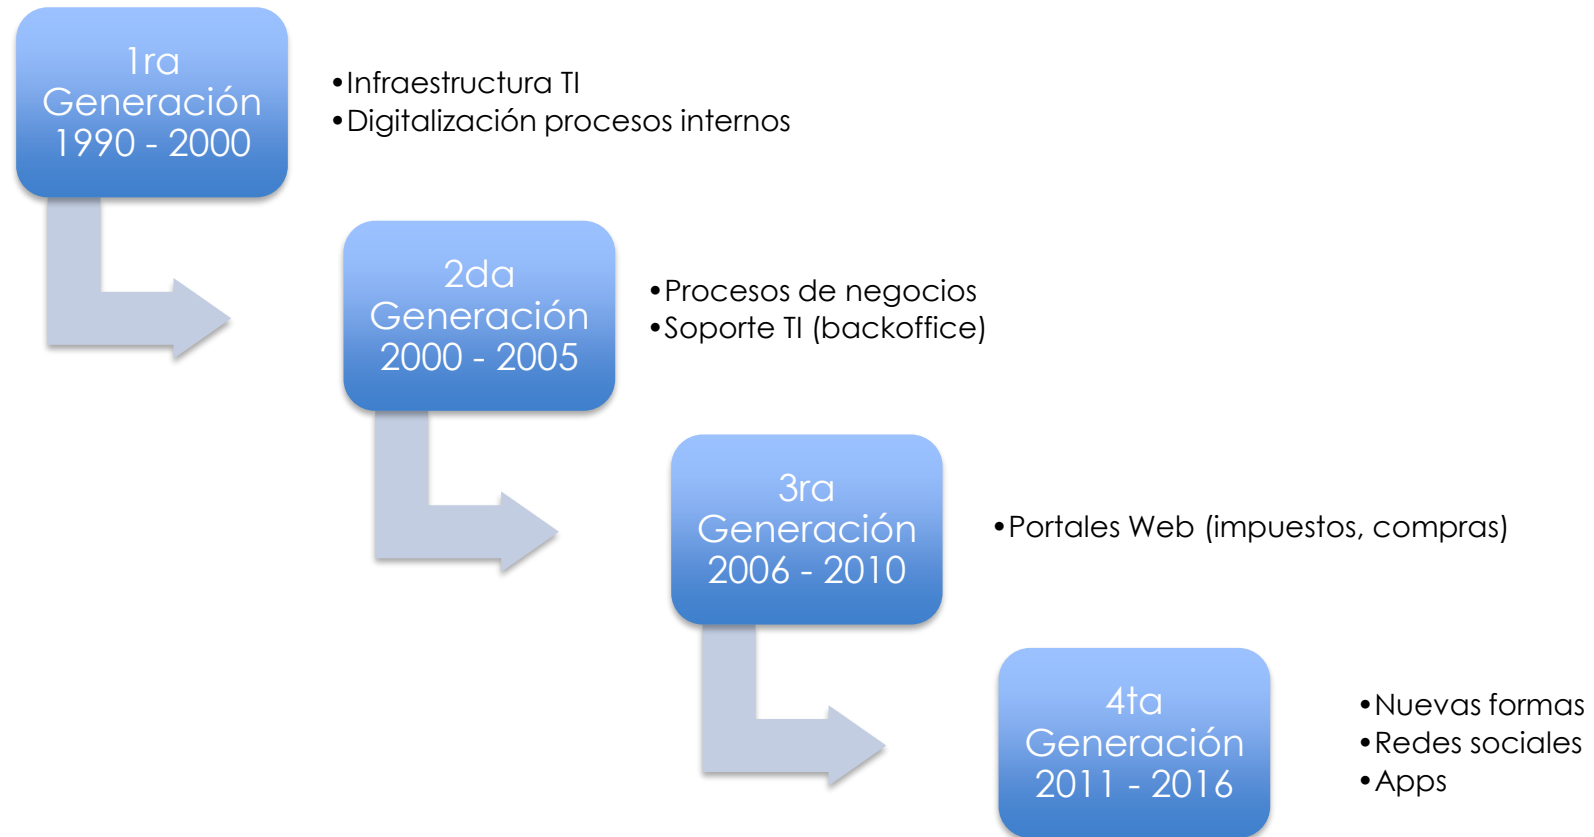 1ra
Generación
1990 - 2000
•Infraestructura TI
•Digitalización procesos internos
2da
Generación
2000 - 2005
•Procesos de negocios
•Soporte TI (backoffice)
3ra
Generación
2006 - 2010
•Portales Web (impuestos, compras)
4ta
Generación
2011 - 2016
•Nuevas formas
•Redes sociales
•Apps